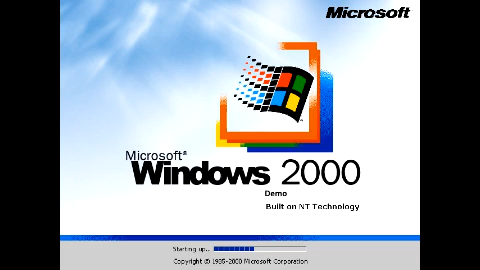 Microsoft
Microsoft®
Windows 2000
Demo
Built on NT Technology
Starting up...
Copyright © 1985-2000 Microsoft Corporation